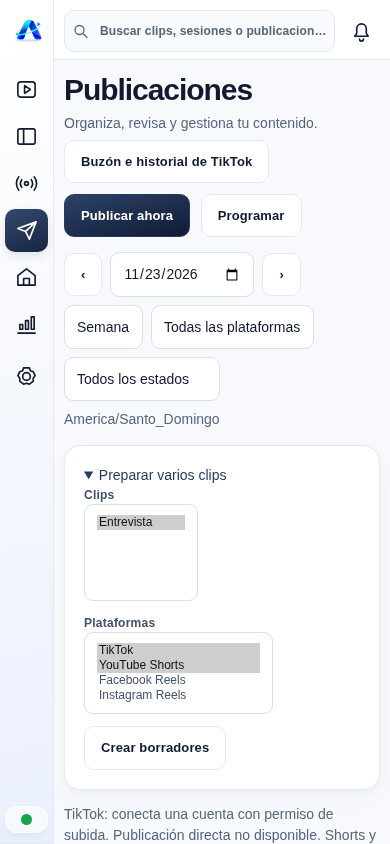 Buscar clips, sesiones o publicacion…
Publicaciones
Organiza, revisa y gestiona tu contenido.
Buzón e historial de TikTok
Publicar ahora
Programar
‹
11/23/2026
›
Semana
Todas las plataformas
Todos los estados
America/Santo_Domingo
▼ Preparar varios clips
Clips
Entrevista
Plataformas
TikTok
YouTube Shorts
Facebook Reels
Instagram Reels
Crear borradores
TikTok: conecta una cuenta con permiso de
subida. Publicación directa no disponible. Shorts y